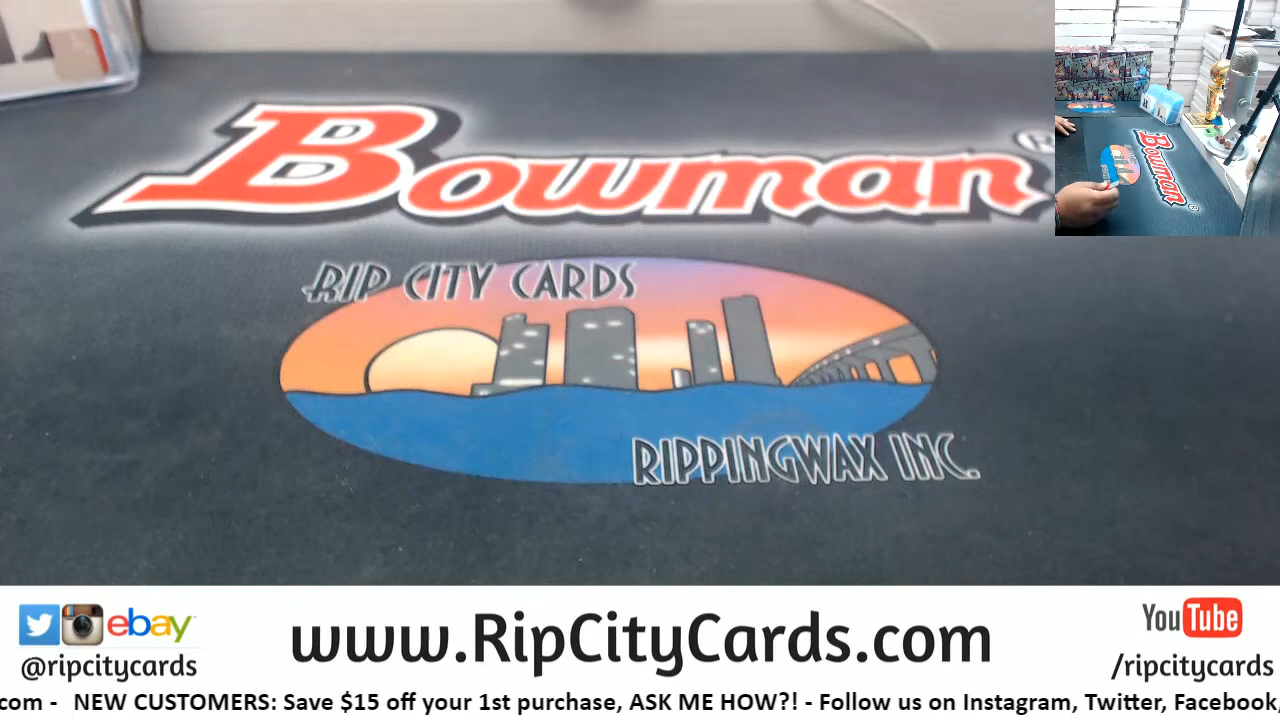 Bowman®
RIP CITY CARDS
RIPPINGWAX INC.
Bowman®
ebay
www.RipCityCards.com
YouTube
@ripcitycards
/ripcitycards
.com - NEW CUSTOMERS: Save $15 off your 1st purchase, ASK ME HOW?! - Follow us on Instagram, Twitter, Facebook,